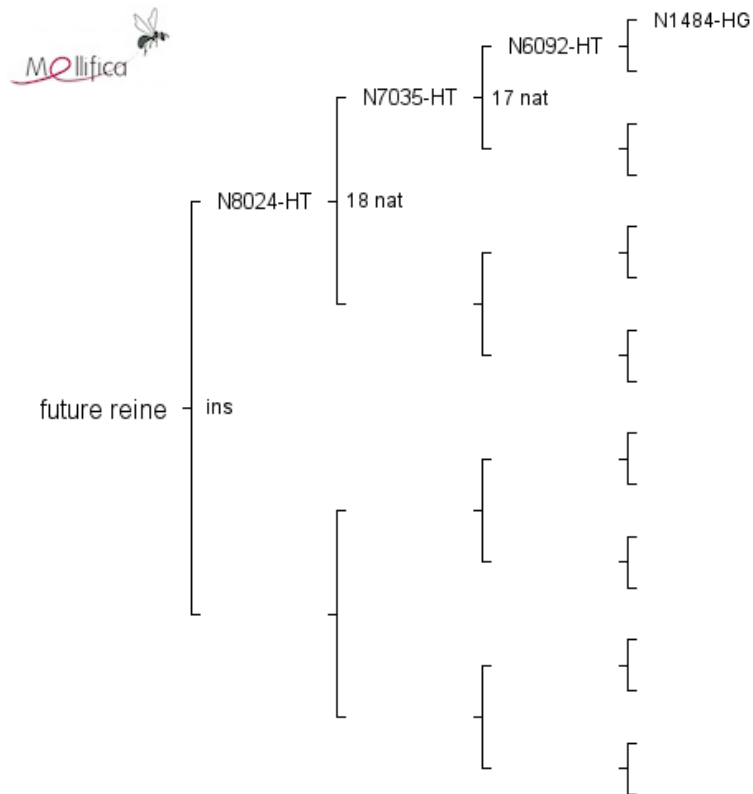 Mellifica
N1484-HG
N6092-HT
N7035-HT 17 nat
N8024-HT 18 nat
future reine ins